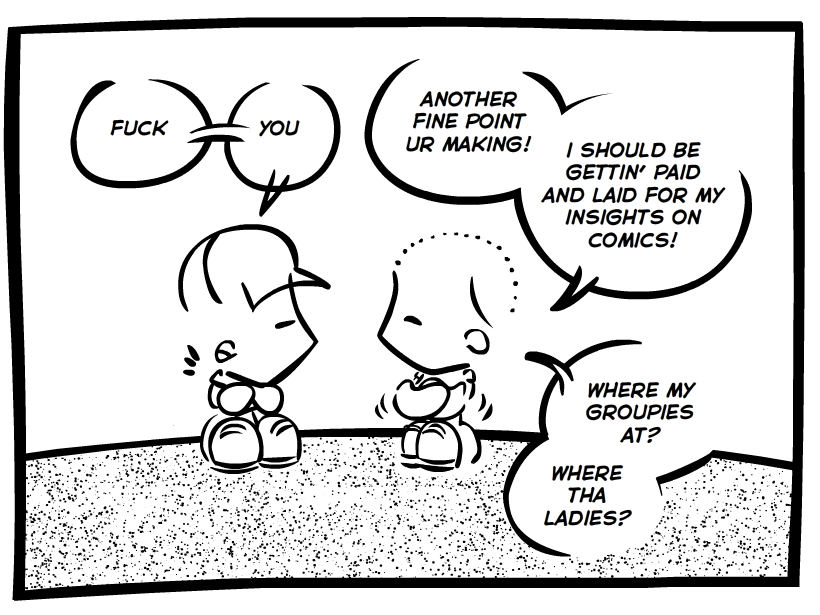 FUCK
YOU
ANOTHER
FINE POINT
UR MAKING!
I SHOULD BE
GETTIN' PAID
AND LAID FOR MY
INSIGHTS ON
COMICS!
WHERE MY
GROUPIES
AT?
WHERE
THA
LADIES?